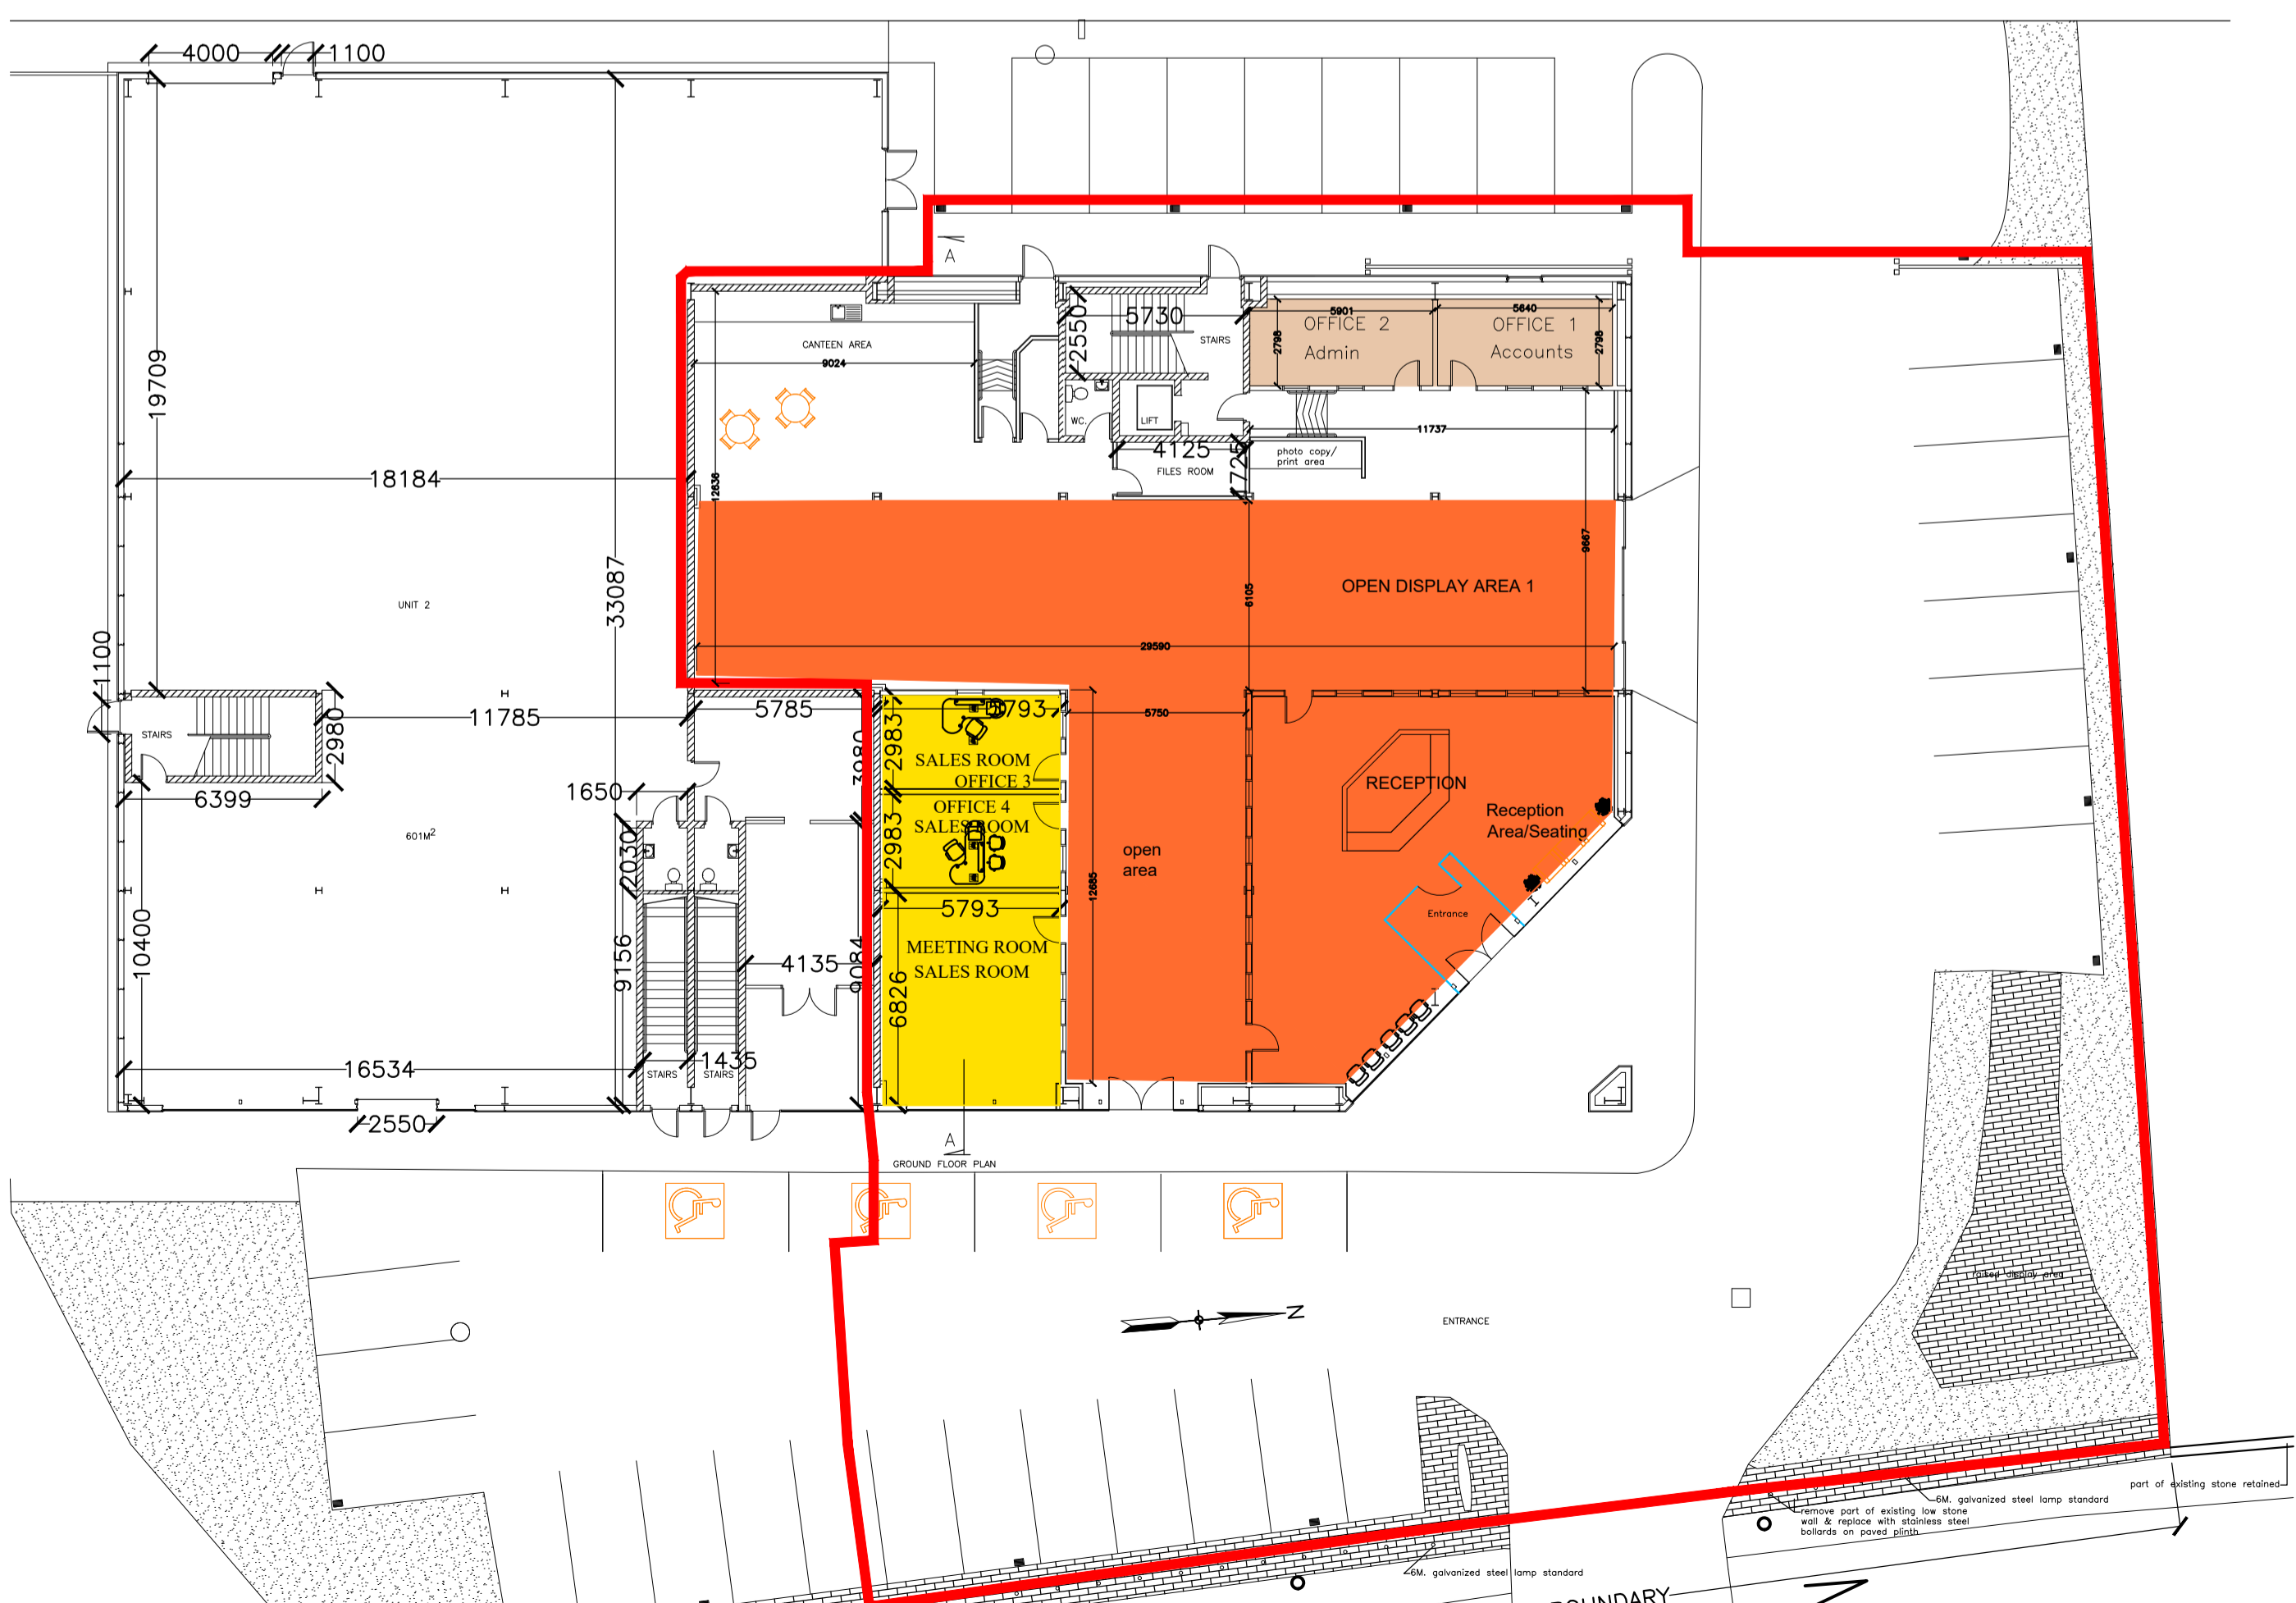 4000
1100
A
2550
5730
STAIRS
5901
5640
OFFICE 2
Admin
OFFICE 1
Accounts
2798
2798
CANTEEN AREA
9024
19709
WC.
LIFT
11737
4125
FILES ROOM
1725
photo copy/
print area
18184
12636
9667
33087
UNIT 2
6105
OPEN DISPLAY AREA 1
29590
1100
STAIRS
2980
11785
5785
5793
5750
3980
2983
SALES ROOM
OFFICE 3
6399
1650
OFFICE 4
SALES ROOM
2983
RECEPTION
Reception
Area/Seating
601M2
2030
open
area
12685
5793
Entrance
10400
9156
4135
9084
MEETING ROOM
SALES ROOM
6826
16534
1435
STAIRS
STAIRS
2550
A
GROUND FLOOR PLAN
raised display area
N
ENTRANCE
part of existing stone retained
6M. galvanized steel lamp standard
remove part of existing low stone
wall & replace with stainless steel
bollards on paved plinth
6M. galvanized steel lamp standard
BOUNDARY